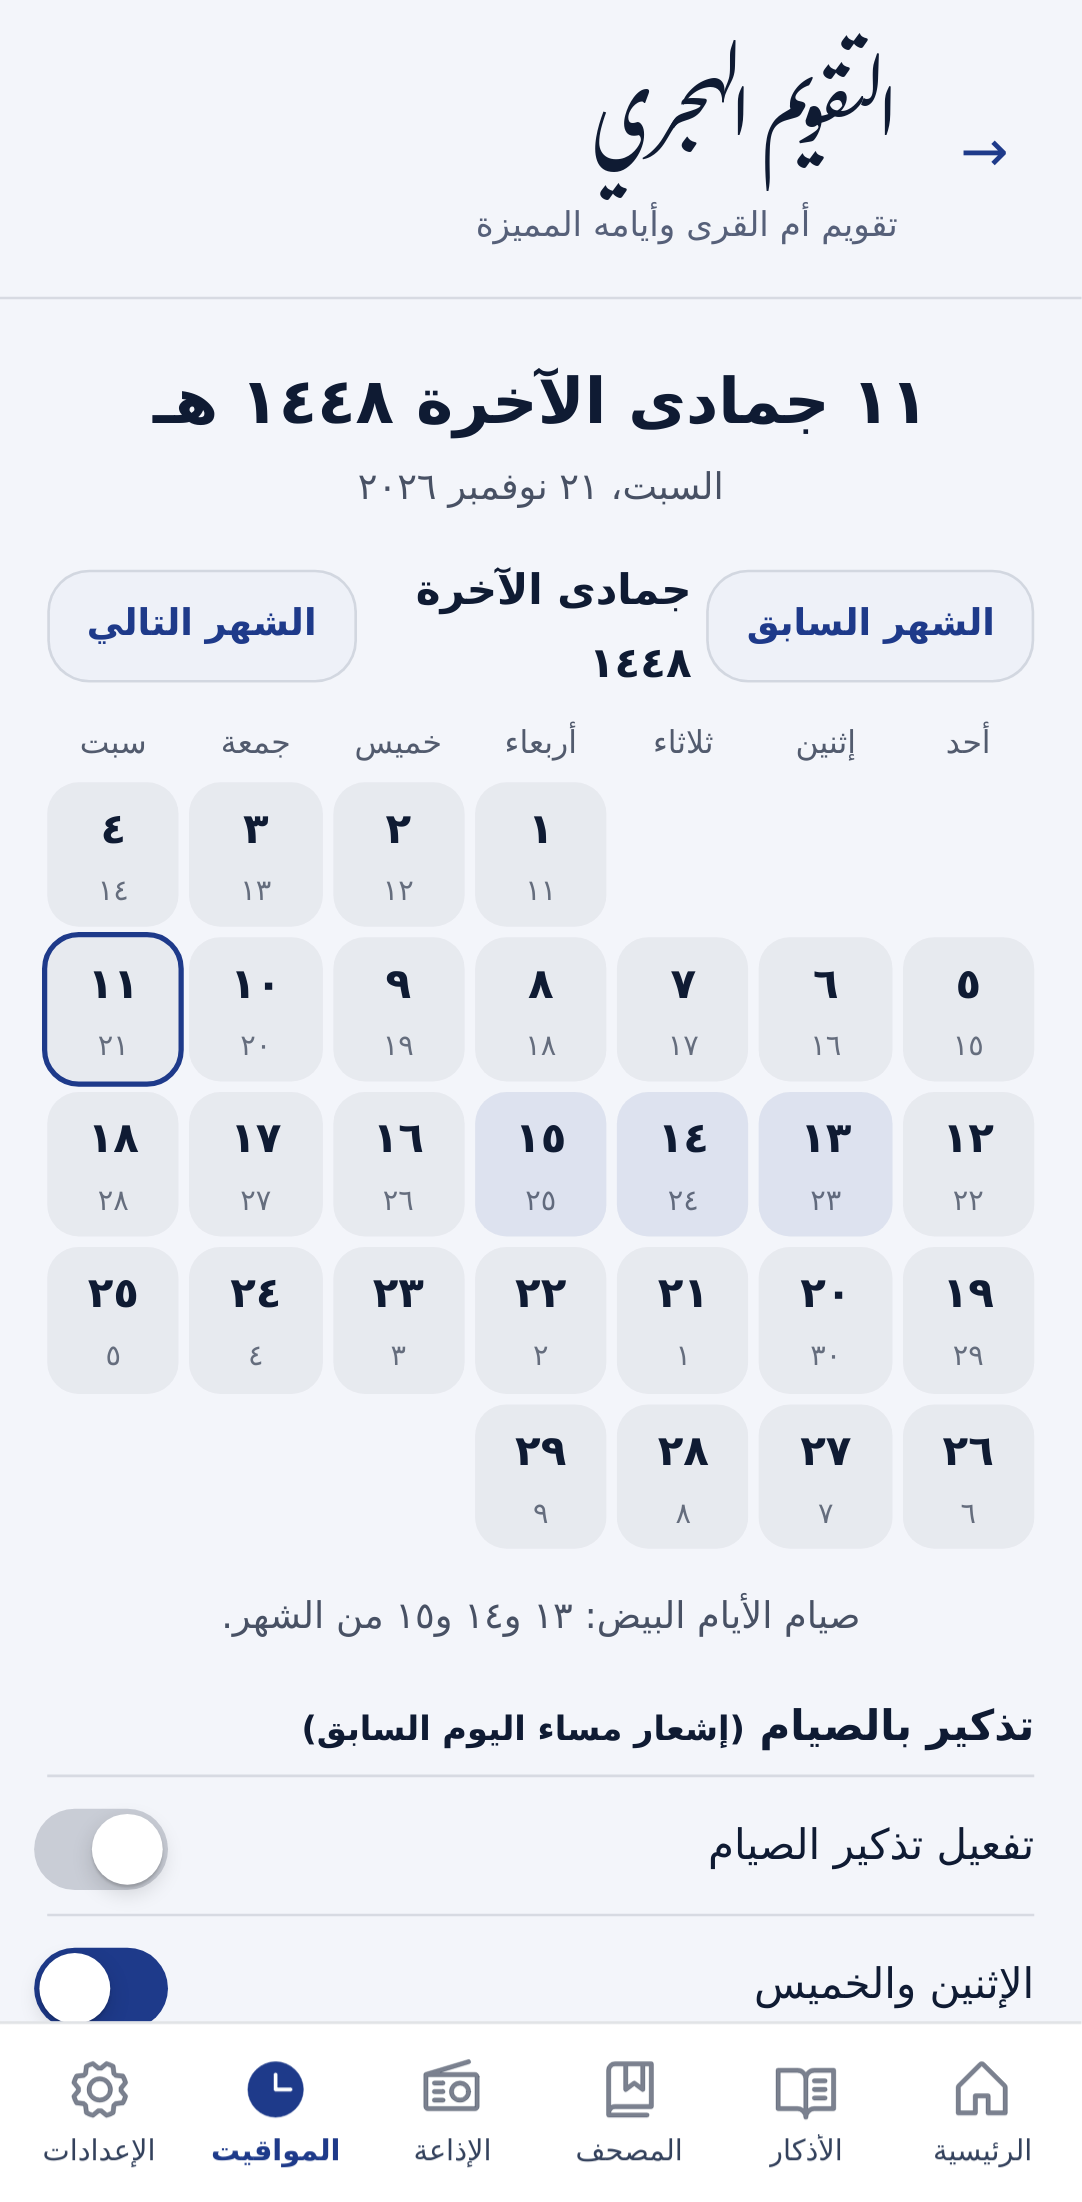 التقويم الهجري
→
تقويم أم القرى وأيامه المميزة
١١ جمادى الآخرة ١٤٤٨ هـ
السبت، ٢١ نوفمبر ٢٠٢٦
الشهر السابق
جمادى الآخرة
١٤٤٨
الشهر التالي
أحد إثنين ثلاثاء أربعاء خميس جمعة سبت
١ ٢ ٣ ٤
١١ ١٢ ١٣ ١٤
٥ ٦ ٧ ٨ ٩ ١٠ ١١
١٥ ١٦ ١٧ ١٨ ١٩ ٢٠ ٢١
١٢ ١٣ ١٤ ١٥ ١٦ ١٧ ١٨
٢٢ ٢٣ ٢٤ ٢٥ ٢٦ ٢٧ ٢٨
١٩ ٢٠ ٢١ ٢٢ ٢٣ ٢٤ ٢٥
٢٩ ٣٠ ١ ٢ ٣ ٤ ٥
٢٦ ٢٧ ٢٨ ٢٩
٦ ٧ ٨ ٩
صيام الأيام البيض: ١٣ و١٤ و١٥ من الشهر.
تذكير بالصيام (إشعار مساء اليوم السابق)
تفعيل تذكير الصيام
الإثنين والخميس
الرئيسية الأذكار المصحف الإذاعة المواقيت الإعدادات